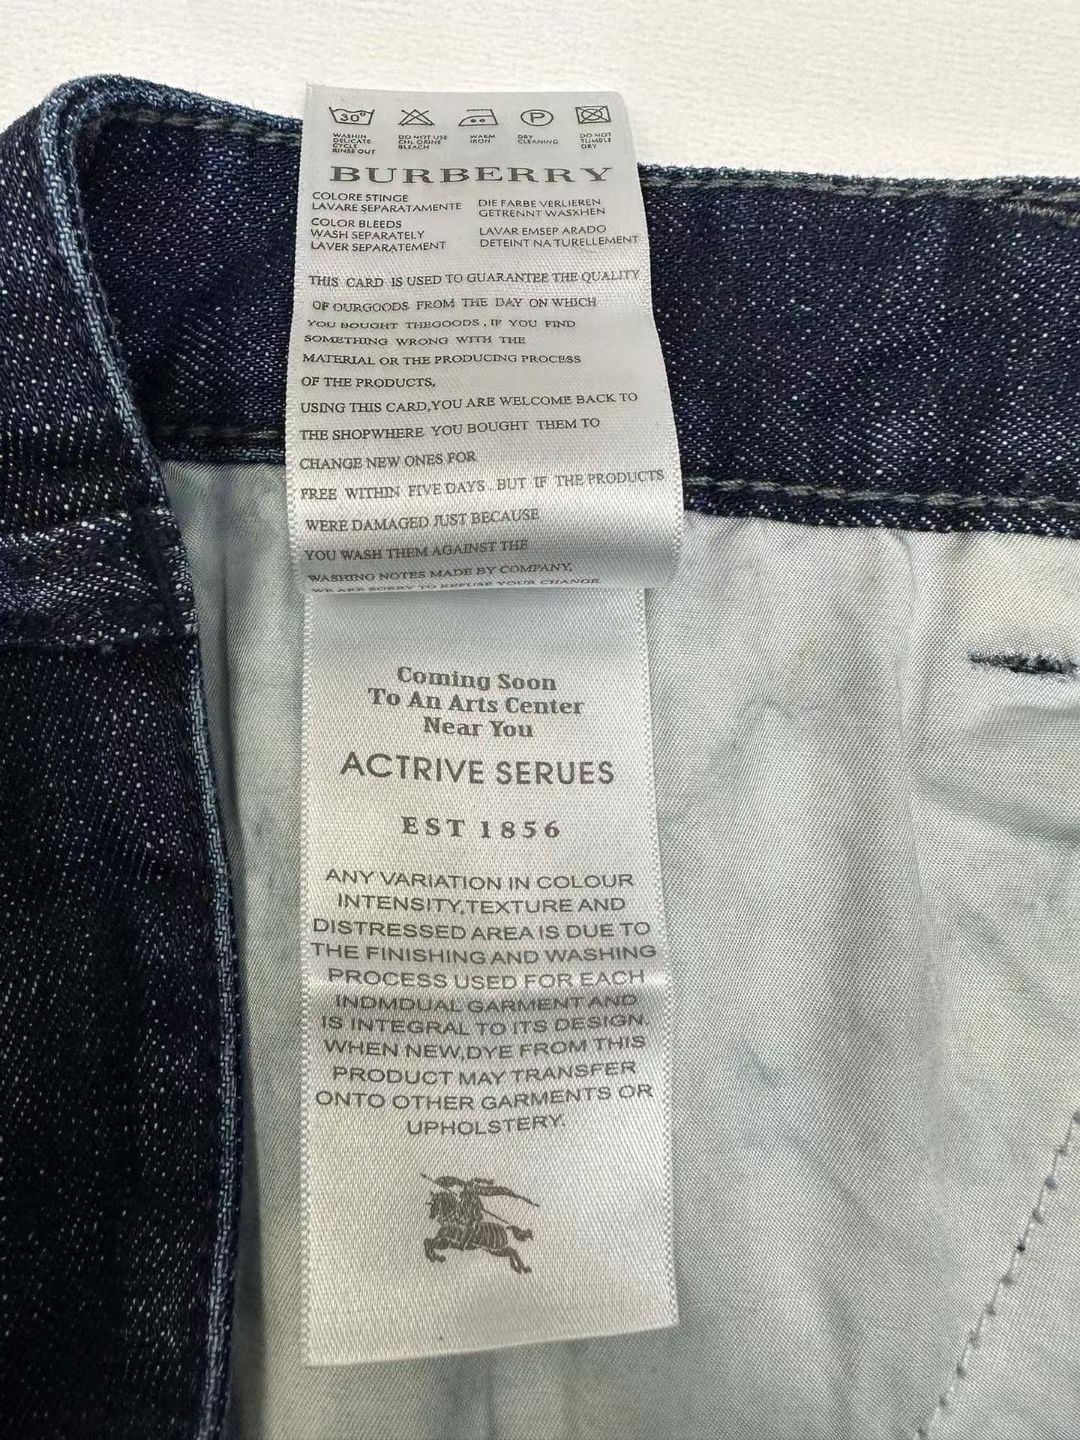 30°
WASHIN
DELICATE
CYCLE
RINSE OUT
DO NOT USE
CHLORINE
BLEACH
WARM
IRON
P
DRY
CLEANING
DO NOT
TUMBLE
DRY
BURBERRY
COLORE STINGE
LAVARE SEPARATAMENTE
COLOR BLEEDS
WASH SEPARATELY
LAVER SEPARATEMENT
DIE FARBE VERLIEREN
GETRENNT WASXHEN
LAVAR EMSEP ARADO
DETEINT NA TURELLEMENT
THIS CARD IS USED TO GUARANTEE THE QUALITY
OF OURGOODS FROM THE DAY ON WHICH
YOU BOUGHT THEGOODS , IF YOU FIND
SOMETHING WRONG WITH THE
MATERIAL OR THE PRODUCING PROCESS
OF THE PRODUCTS,
USING THIS CARD,YOU ARE WELCOME BACK TO
THE SHOPWHERE YOU BOUGHT THEM TO
CHANGE NEW ONES FOR
FREE WITHIN FIVE DAYS . BUT IF THE PRODUCTS
WERE DAMAGED JUST BECAUSE
YOU WASH THEM AGAINST THE
WASHING NOTES MADE BY COMPANY,
WE ARE SORRY TO REFUSE YOUR CHANGE
Coming Soon
To An Arts Center
Near You
ACTRIVE SERUES
EST 1856
ANY VARIATION IN COLOUR
INTENSITY,TEXTURE AND
DISTRESSED AREA IS DUE TO
THE FINISHING AND WASHING
PROCESS USED FOR EACH
INDMDUAL GARMENT AND
IS INTEGRAL TO ITS DESIGN.
WHEN NEW,DYE FROM THIS
PRODUCT MAY TRANSFER
ONTO OTHER GARMENTS OR
UPHOLSTERY.